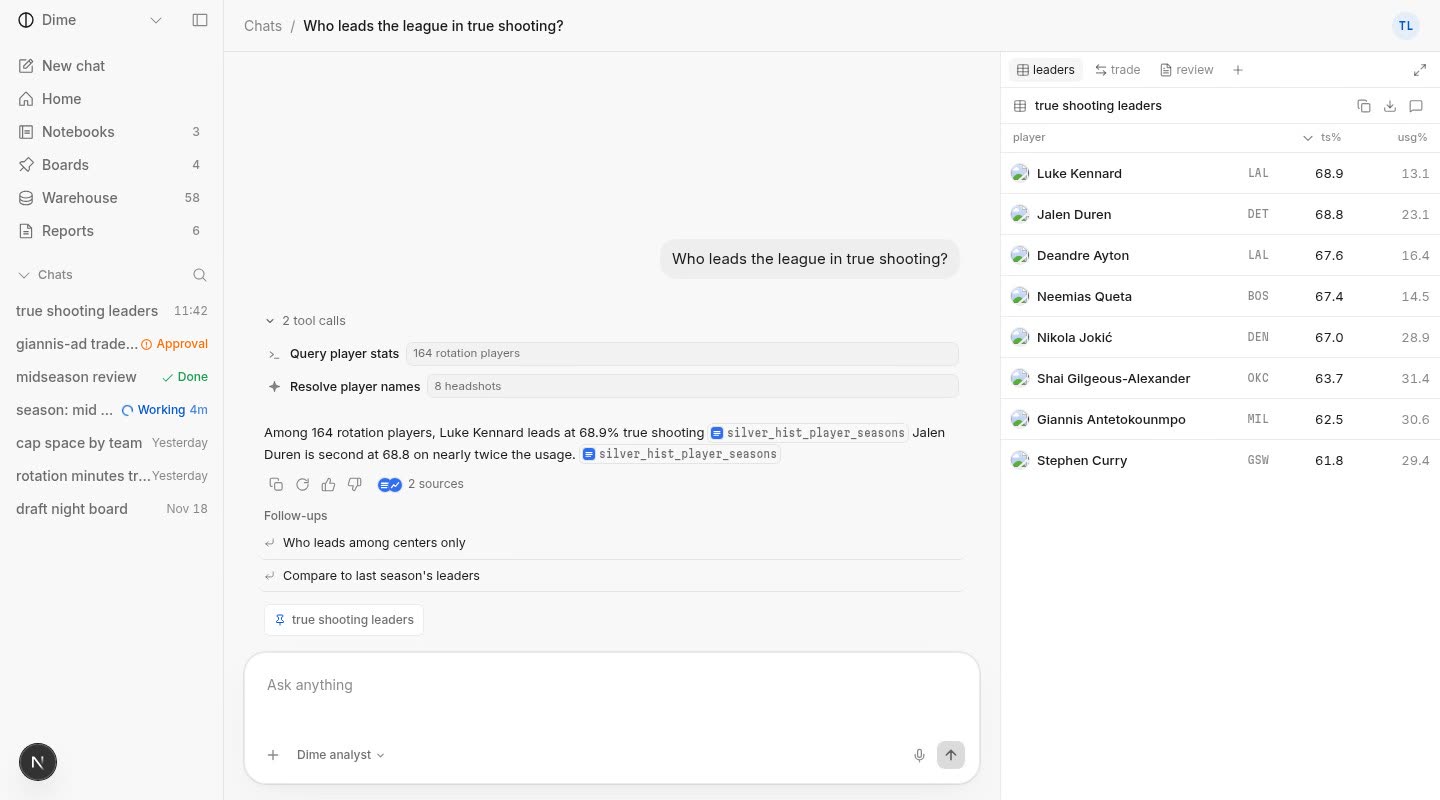 Dime
New chat
Home
Notebooks 3
Boards 4
Warehouse 58
Reports 6
Chats
true shooting leaders 11:42
giannis-ad trade... Approval
midseason review Done
season: mid ... Working 4m
cap space by team Yesterday
rotation minutes tr... Yesterday
draft night board Nov 18
N
Chats / Who leads the league in true shooting?
TL
Who leads the league in true shooting?
2 tool calls
Query player stats 164 rotation players
Resolve player names 8 headshots
Among 164 rotation players, Luke Kennard leads at 68.9% true shooting silver_hist_player_seasons Jalen
Duren is second at 68.8 on nearly twice the usage. silver_hist_player_seasons
2 sources
Follow-ups
Who leads among centers only
Compare to last season's leaders
true shooting leaders
Ask anything
Dime analyst
leaders trade review
true shooting leaders
player ts% usg%
Luke Kennard LAL 68.9 13.1
Jalen Duren DET 68.8 23.1
Deandre Ayton LAL 67.6 16.4
Neemias Queta BOS 67.4 14.5
Nikola Jokić DEN 67.0 28.9
Shai Gilgeous-Alexander OKC 63.7 31.4
Giannis Antetokounmpo MIL 62.5 30.6
Stephen Curry GSW 61.8 29.4